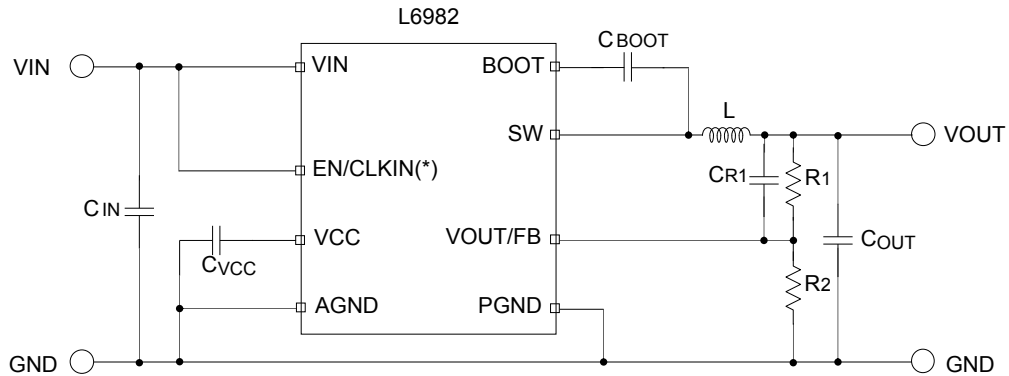 L6982
C BOOT
VIN
VIN
BOOT
L
SW
VOUT
EN/CLKIN(*)
CR1
R1
CIN
VCC
VOUT/FB
COUT
CVCC
R2
AGND
PGND
GND
GND